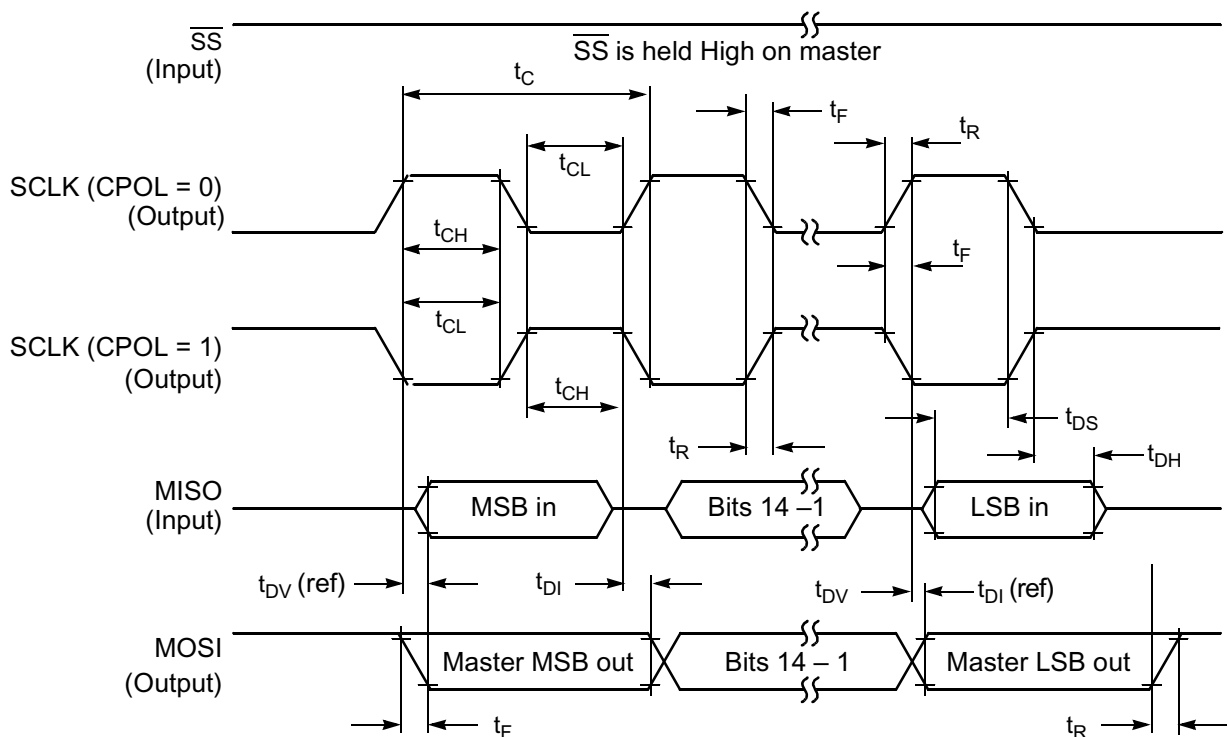 SS
(Input)
SS is held High on master
tC
tF
tR
tCL
SCLK (CPOL = 0)
(Output)
tCH
tF
tCL
SCLK (CPOL = 1)
(Output)
tCH
tDS
tR
tDH
MISO
(Input)
MSB in
Bits 14 –1
LSB in
tDV (ref)
tDI
tDV
tDI (ref)
MOSI
(Output)
Master MSB out
Bits 14 – 1
Master LSB out
tF
tR